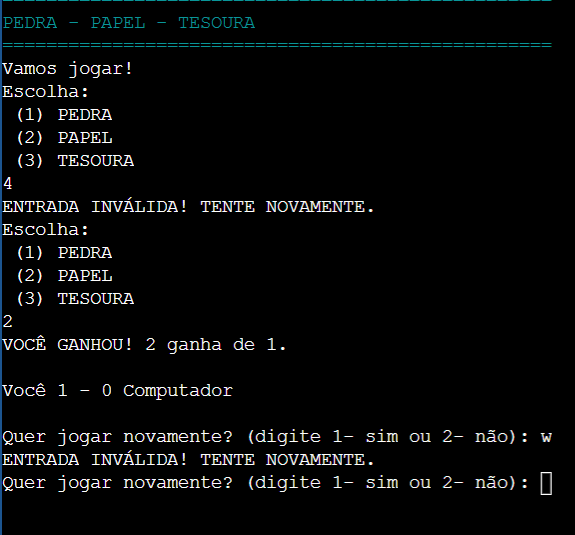 ==================================================
PEDRA - PAPEL - TESOURA
==================================================
Vamos jogar!
Escolha:
 (1) PEDRA
 (2) PAPEL
 (3) TESOURA
4
ENTRADA INVÁLIDA! TENTE NOVAMENTE.
Escolha:
 (1) PEDRA
 (2) PAPEL
 (3) TESOURA
2
VOCÊ GANHOU! 2 ganha de 1.
Você 1 - 0 Computador
Quer jogar novamente? (digite 1- sim ou 2- não): w
ENTRADA INVÁLIDA! TENTE NOVAMENTE.
Quer jogar novamente? (digite 1- sim ou 2- não):